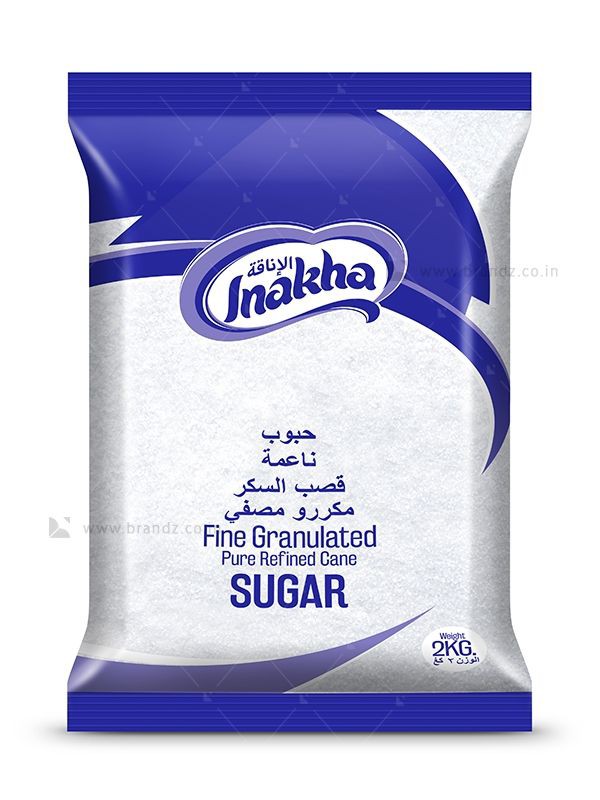 الإناقة
Inakha
www.brandz.co.in
حبوب
ناعمة
قصب السكر
مكررو مصفي
www.brandz.co.in
Fine Granulated
Pure Refined Cane
SUGAR
Weight
2KG.
الوزن ٢ كغ